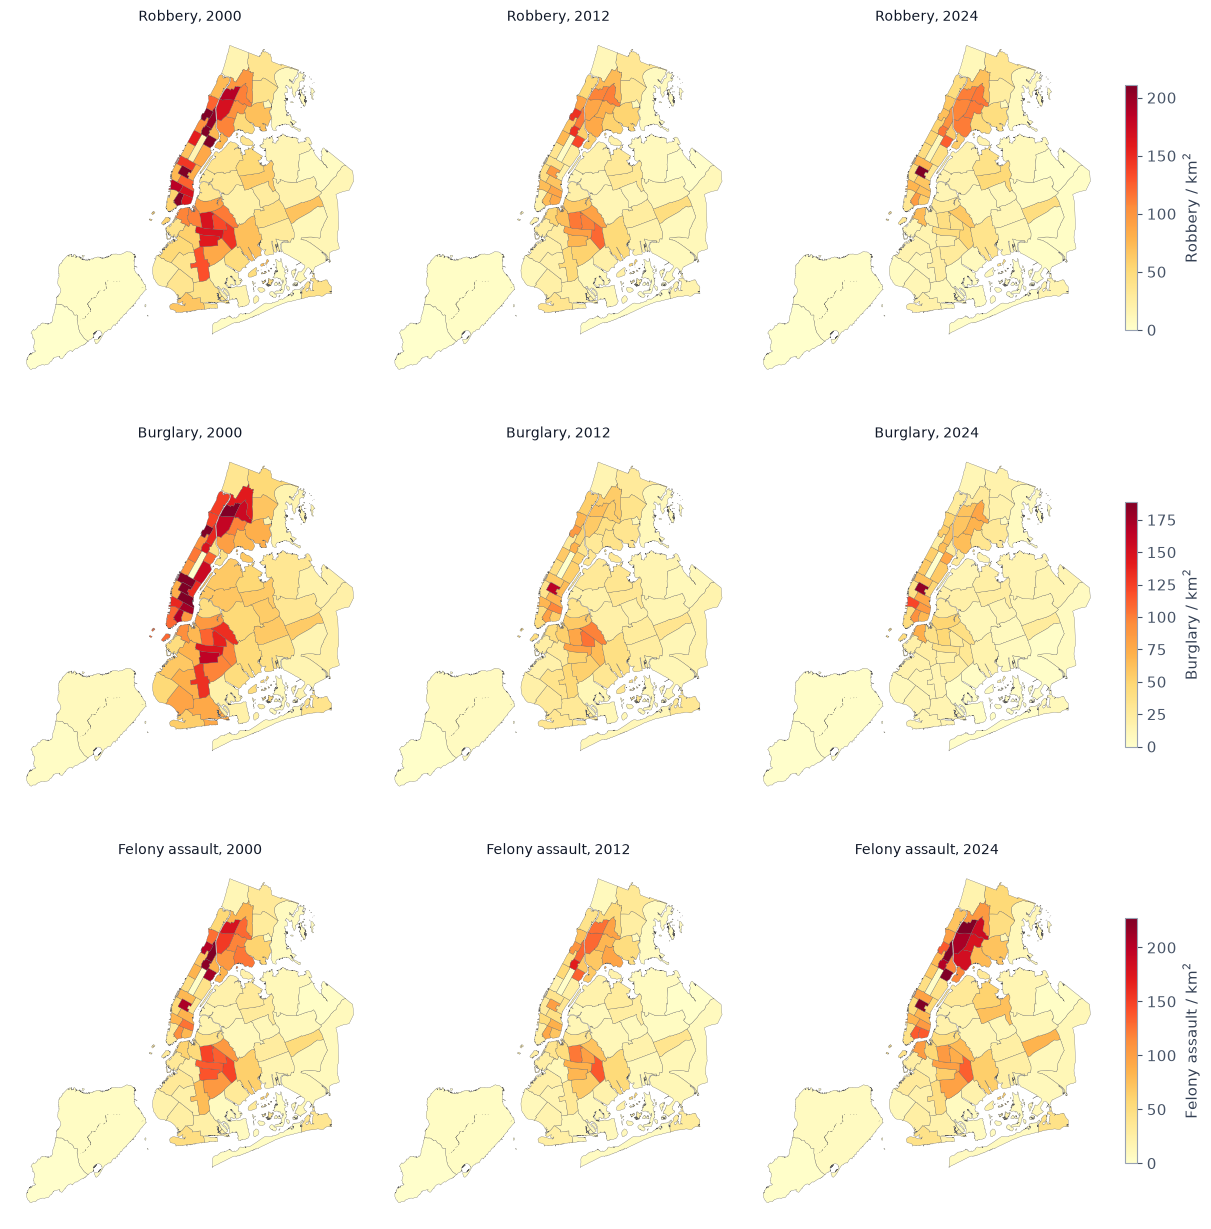 Robbery, 2000
Robbery, 2012
Robbery, 2024
200
150
100
50
0
Robbery / km²
Burglary, 2000
Burglary, 2012
Burglary, 2024
175
150
125
100
75
50
25
0
Burglary / km²
Felony assault, 2000
Felony assault, 2012
Felony assault, 2024
200
150
100
50
0
Felony assault / km²